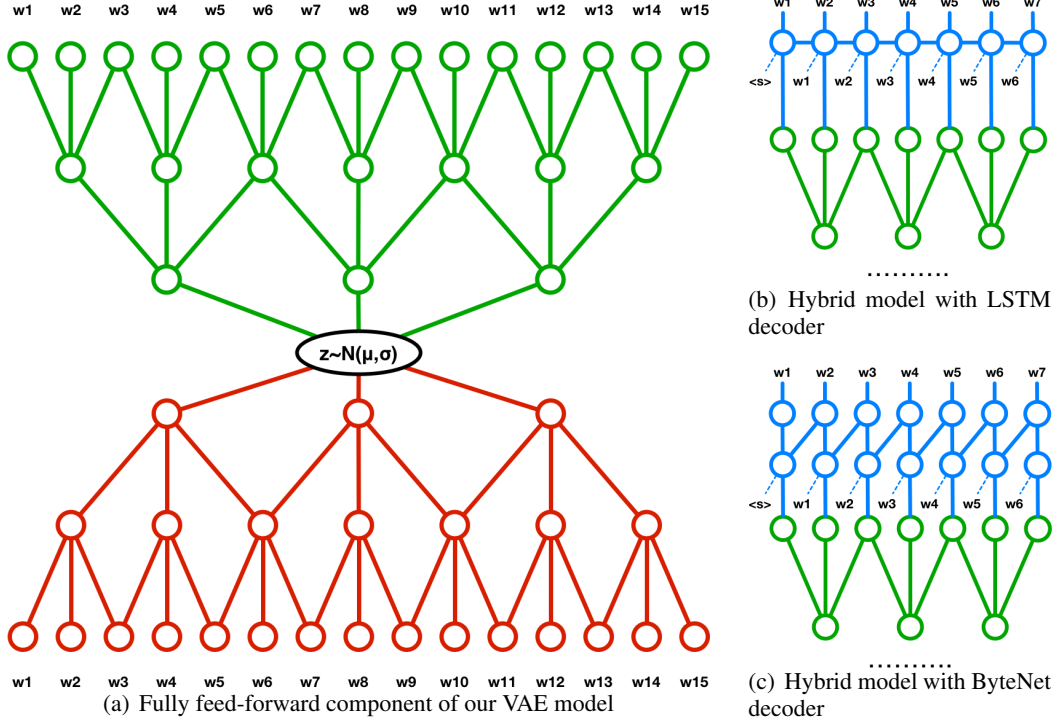 w1 w2 w3 w4 w5 w6 w7 w8 w9 w10 w11 w12 w13 w14 w15
z~N(μ,σ)
w1 w2 w3 w4 w5 w6 w7 w8 w9 w10 w11 w12 w13 w14 w15
(a) Fully feed-forward component of our VAE model
w1 w2 w3 w4 w5 w6 w7
<s> w1 w2 w3 w4 w5 w6
..........
(b) Hybrid model with LSTM
decoder
w1 w2 w3 w4 w5 w6 w7
<s> w1 w2 w3 w4 w5 w6
..........
(c) Hybrid model with ByteNet
decoder